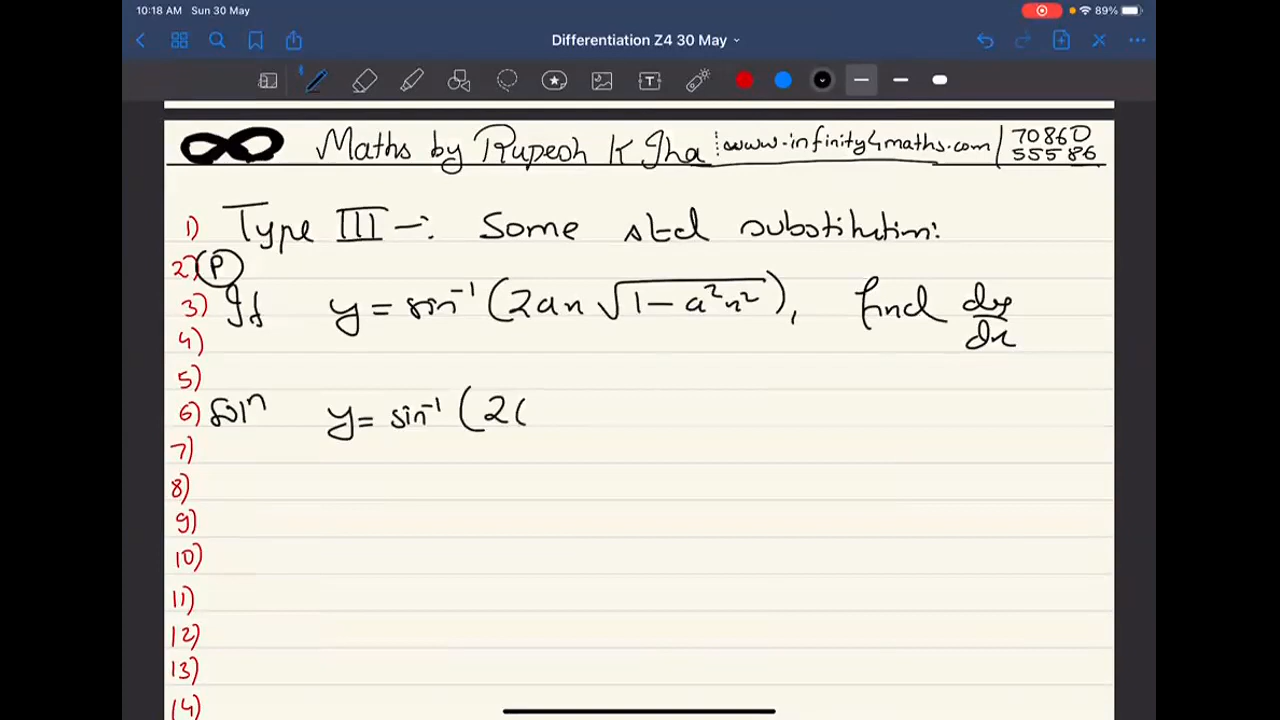 10:18 AM Sun 30 May
89%
Differentiation Z4 30 May
Maths by Rupesh K Jha www.infinity4maths.com 70860 55586
1) Type III -: Some std substitution:
2) P
3) If y = sin⁻¹ (2ax √(1 - a²x²)), find dy/dx
4)
5)
6) Solⁿ y = sin⁻¹ (2(
7)
8)
9)
10)
11)
12)
13)
14)